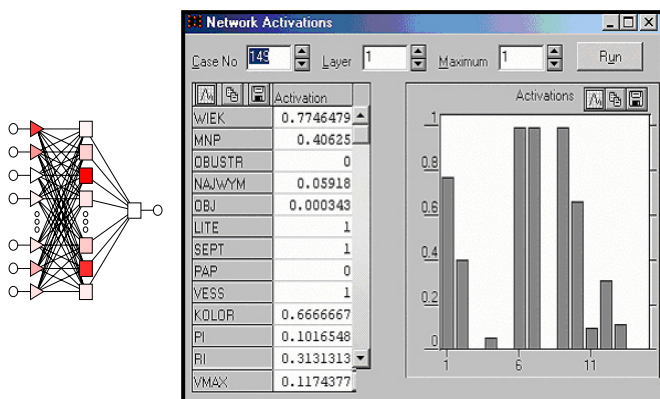 Network Activations
Case No 149 Layer 1 Maximum 1 Run
Activation
WIEK 0.7746479
MNP 0.40625
OBUSTR 0
NAJWYM 0.05918
OBJ 0.000343
LITE 1
SEPT 1
PAP 0
VESS 1
KOLOR 0.6666667
PI 0.1016548
RI 0.3131313
VMAX 0.1174377
Activations
1
0.8
0.6
0.4
0.2
0
1 6 11